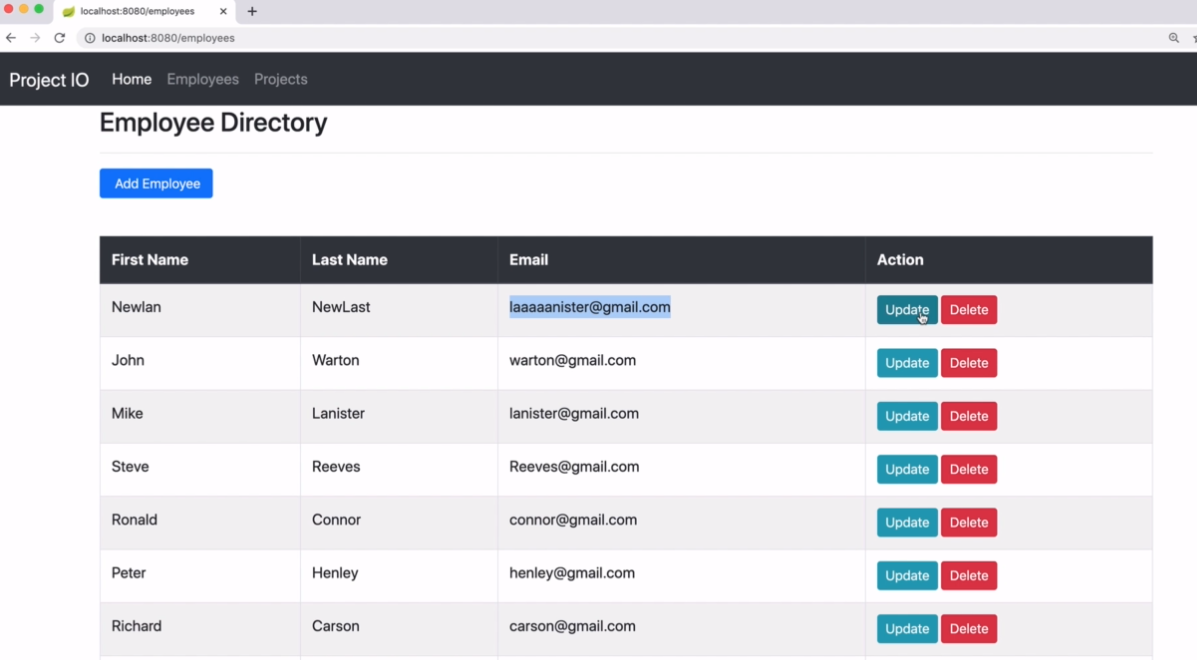 localhost:8080/employees
localhost:8080/employees
Project IO Home Employees Projects
Employee Directory
Add Employee
First Name Last Name Email Action
Newlan NewLast laaaaanister@gmail.com Update Delete
John Warton warton@gmail.com Update Delete
Mike Lanister lanister@gmail.com Update Delete
Steve Reeves Reeves@gmail.com Update Delete
Ronald Connor connor@gmail.com Update Delete
Peter Henley henley@gmail.com Update Delete
Richard Carson carson@gmail.com Update Delete